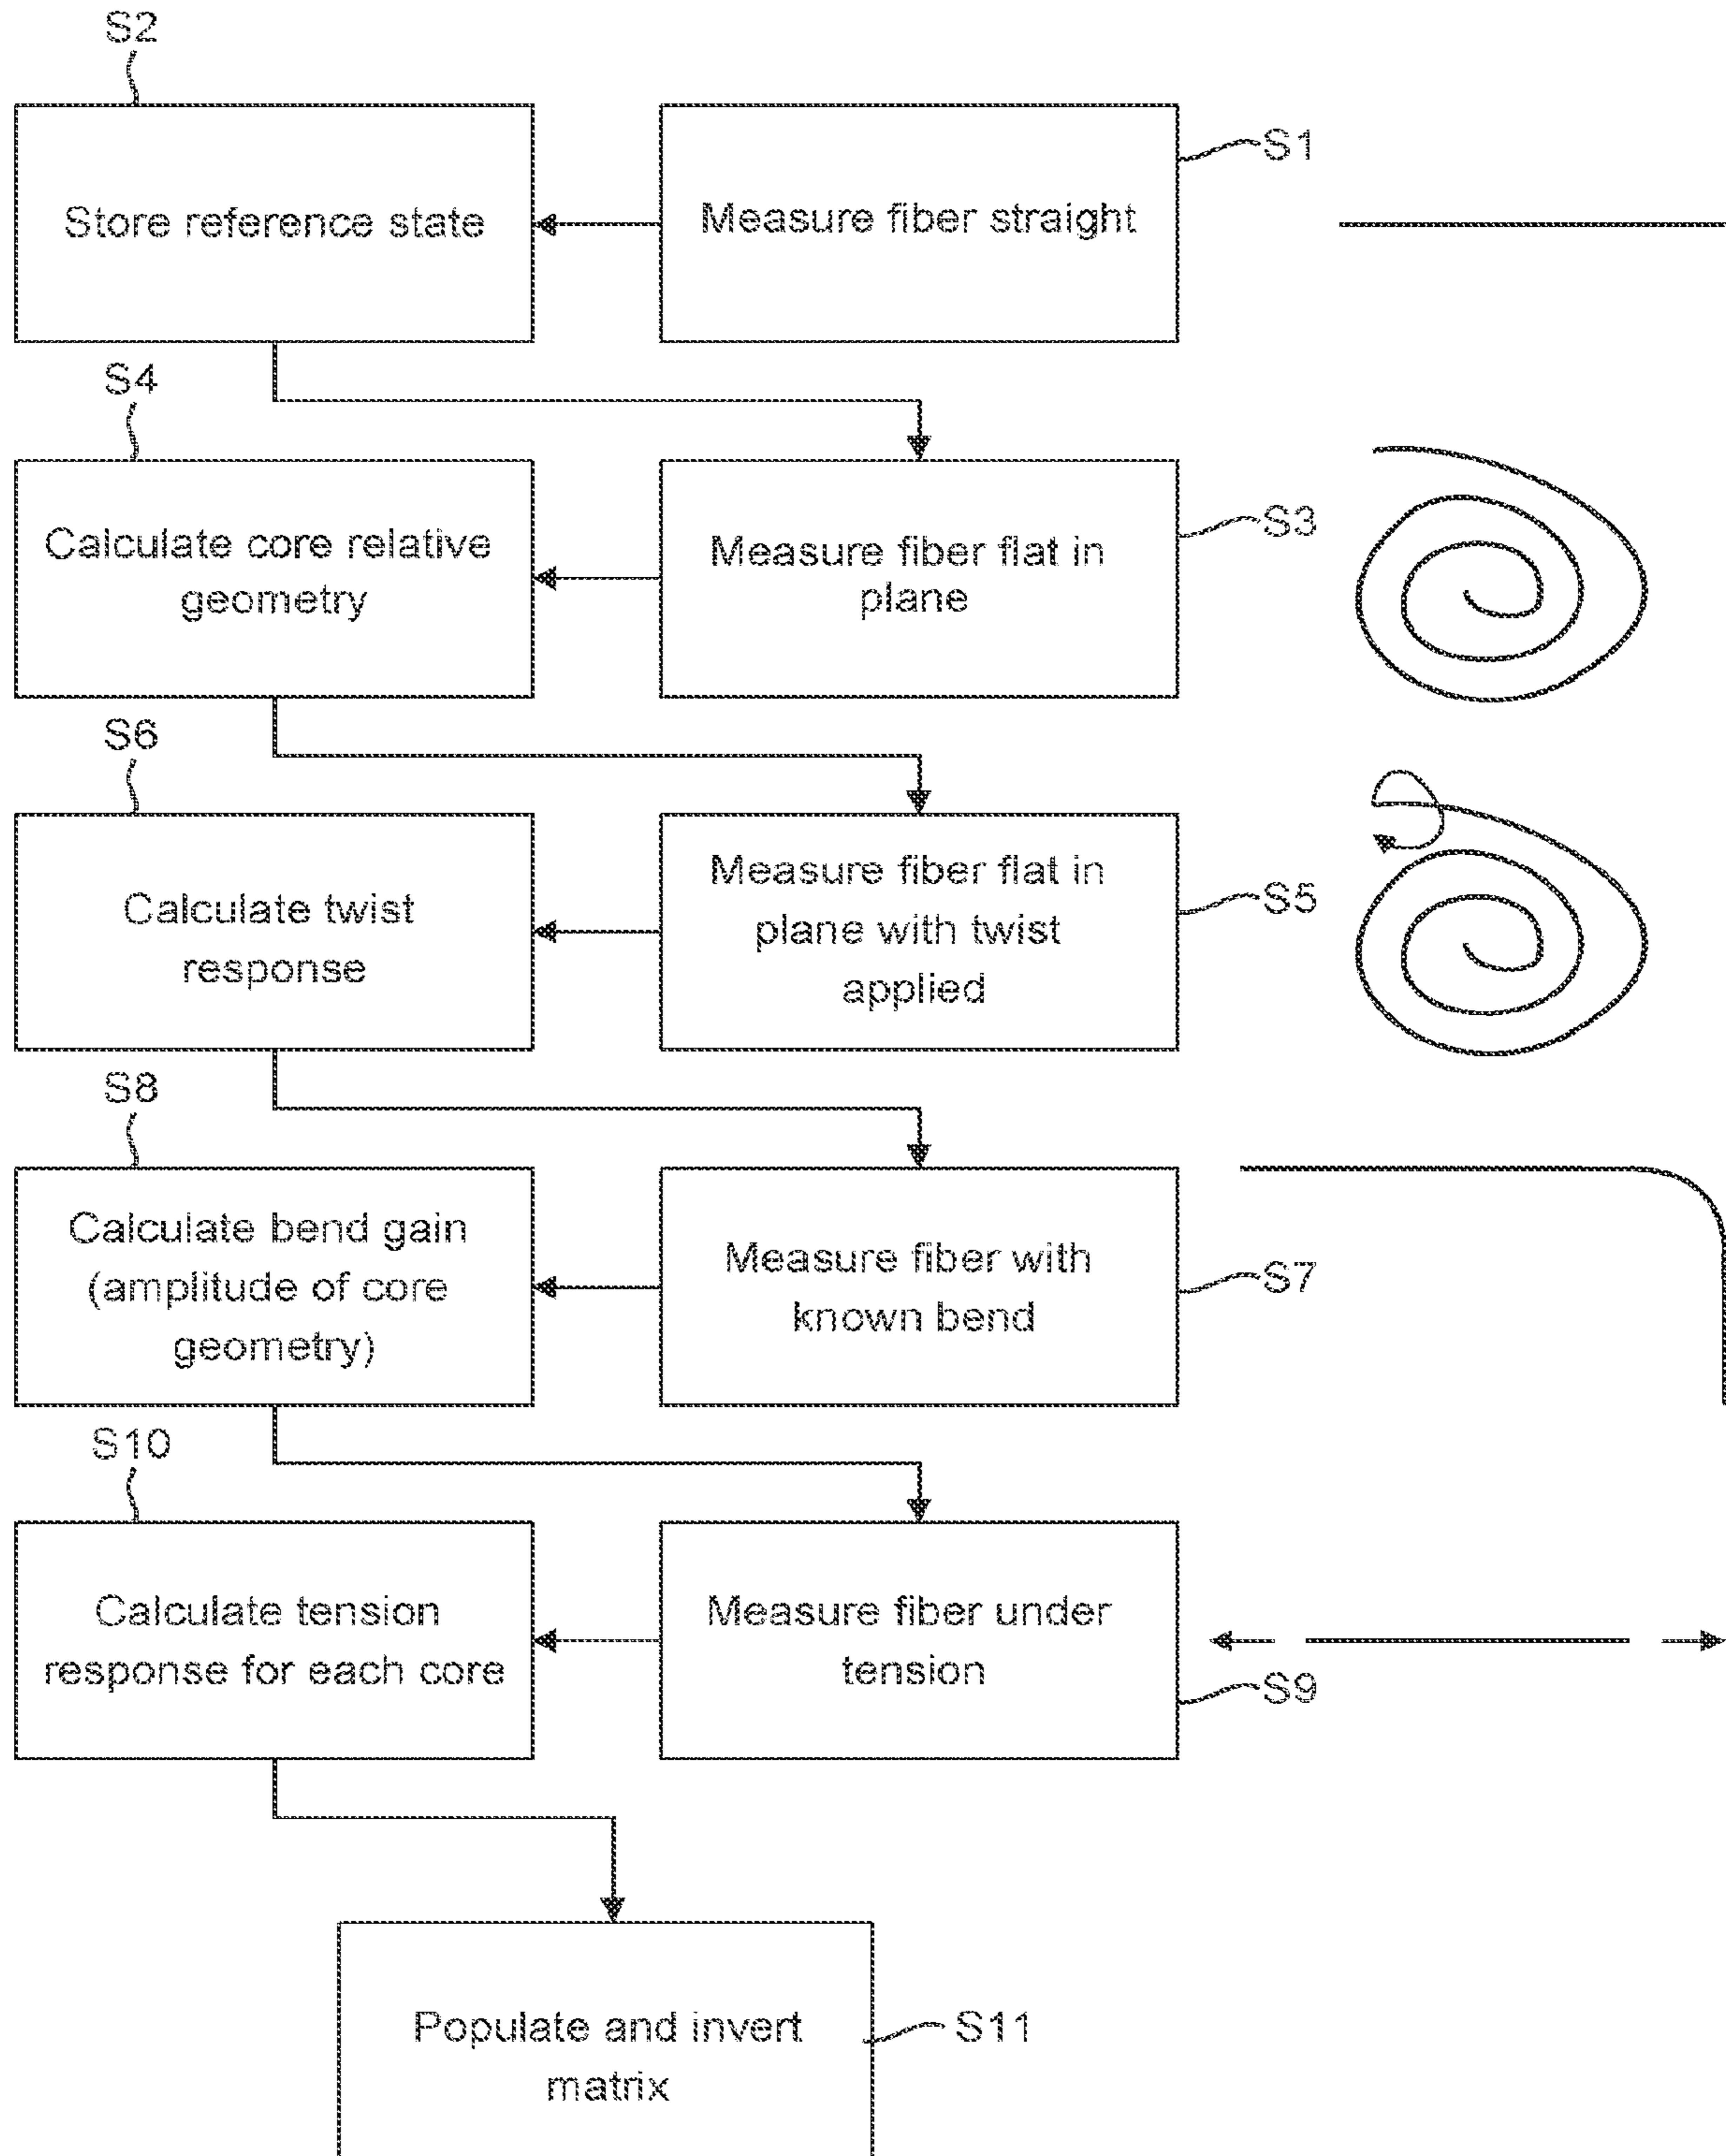 S2
S1
Store reference state
Measure fiber straight
S4
S3
Calculate core relative
geometry
Measure fiber flat in
plane
S6
S5
Calculate twist
response
Measure fiber flat in
plane with twist
applied
S8
S7
Calculate bend gain
(amplitude of core
geometry)
Measure fiber with
known bend
S10
Calculate tension
response for each core
Measure fiber under
tension
S9
Populate and invert
matrix
S11